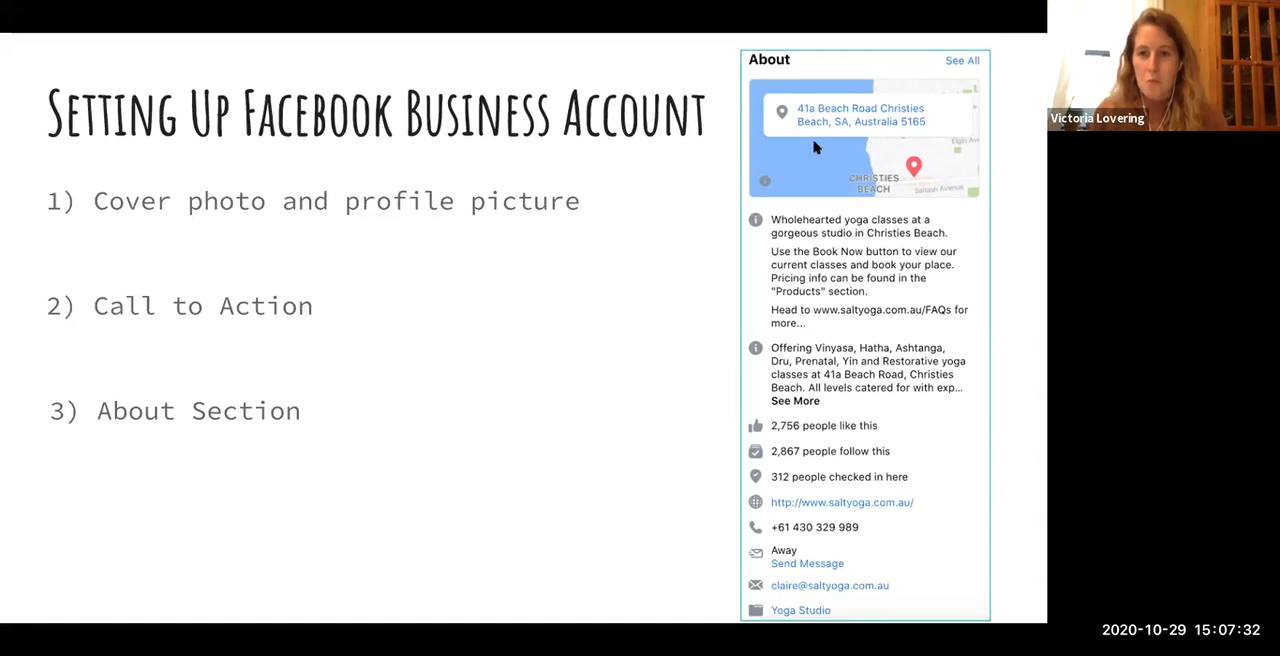 SETTING UP FACEBOOK BUSINESS ACCOUNT
1) Cover photo and profile picture
2) Call to Action
3) About Section
About
See All
41a Beach Road Christies
Beach, SA, Australia 5165
Elgin Ave
CHRISTIES
BEACH
Saltash Avenue
Wholehearted yoga classes at a
gorgeous studio in Christies Beach.
Use the Book Now button to view our
current classes and book your place.
Pricing info can be found in the
"Products" section.
Head to www.saltyoga.com.au/FAQs for
more...
Offering Vinyasa, Hatha, Ashtanga,
Dru, Prenatal, Yin and Restorative yoga
classes at 41a Beach Road, Christies
Beach. All levels catered for with exp...
See More
2,756 people like this
2,867 people follow this
312 people checked in here
http://www.saltyoga.com.au/
+61 430 329 989
Away
Send Message
claire@saltyoga.com.au
Yoga Studio
Victoria Lovering
2020-10-29 15:07:32